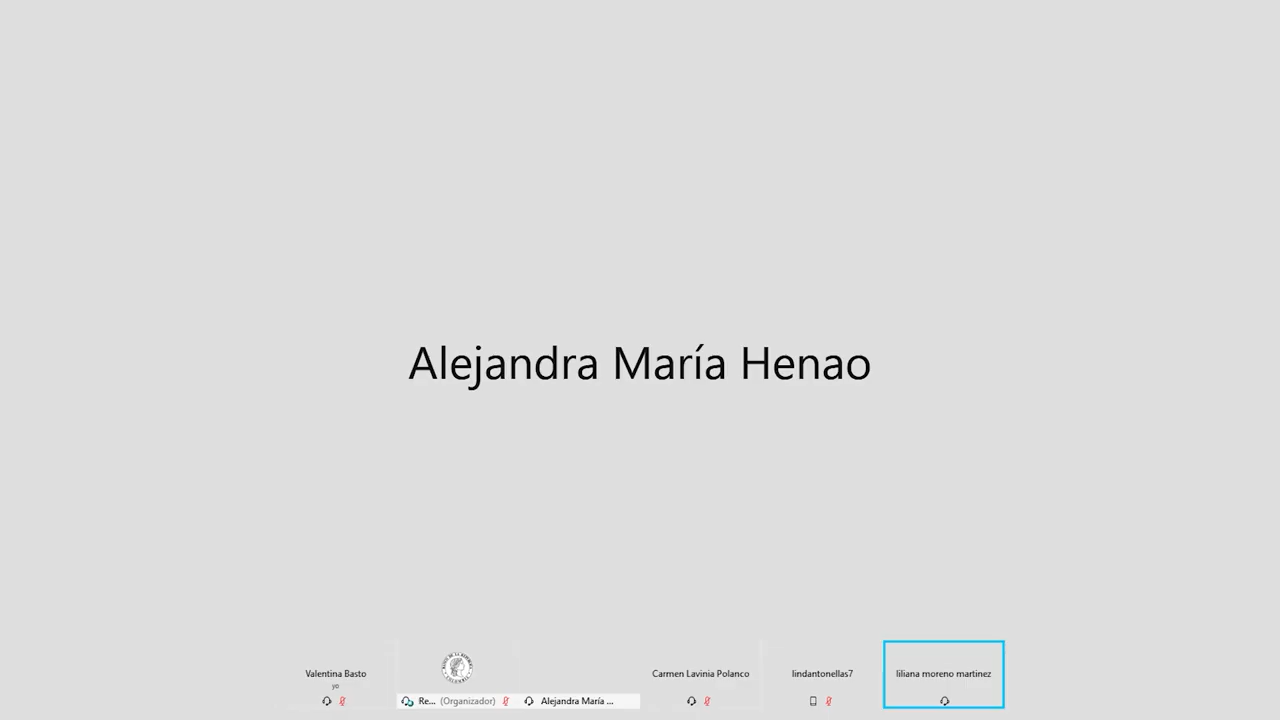 Alejandra María Henao
Valentina Basto
yo
Re... (Organizador)
Alejandra María ...
Carmen Lavinia Polanco
lindantonellas7
liliana moreno martinez